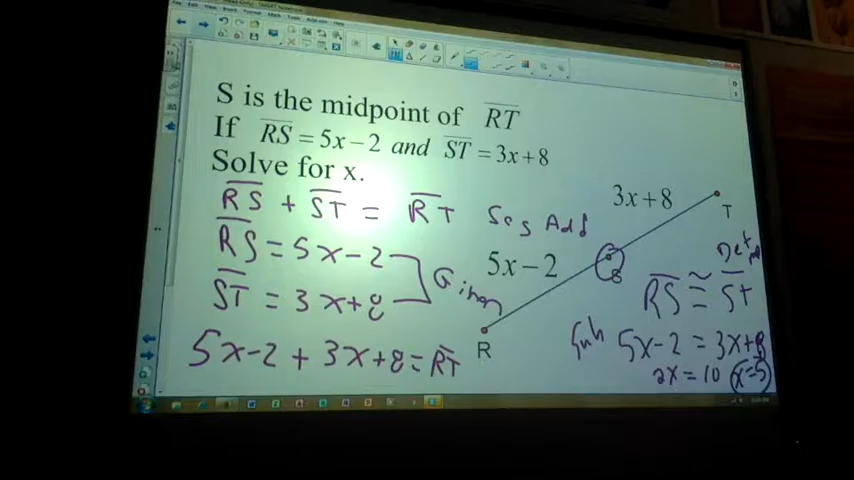 S is the midpoint of RT
If RS = 5x - 2 and ST = 3x + 8
Solve for x.
RS + ST = RT Seg Add
RS = 5x - 2
ST = 3x + 8
Given
5x - 2 + 3x + 8 = RT
3x + 8
T
5x - 2
S
R
Def
RS ≅ ST
Sub 5x - 2 = 3x + 8
2x = 10 x = 5